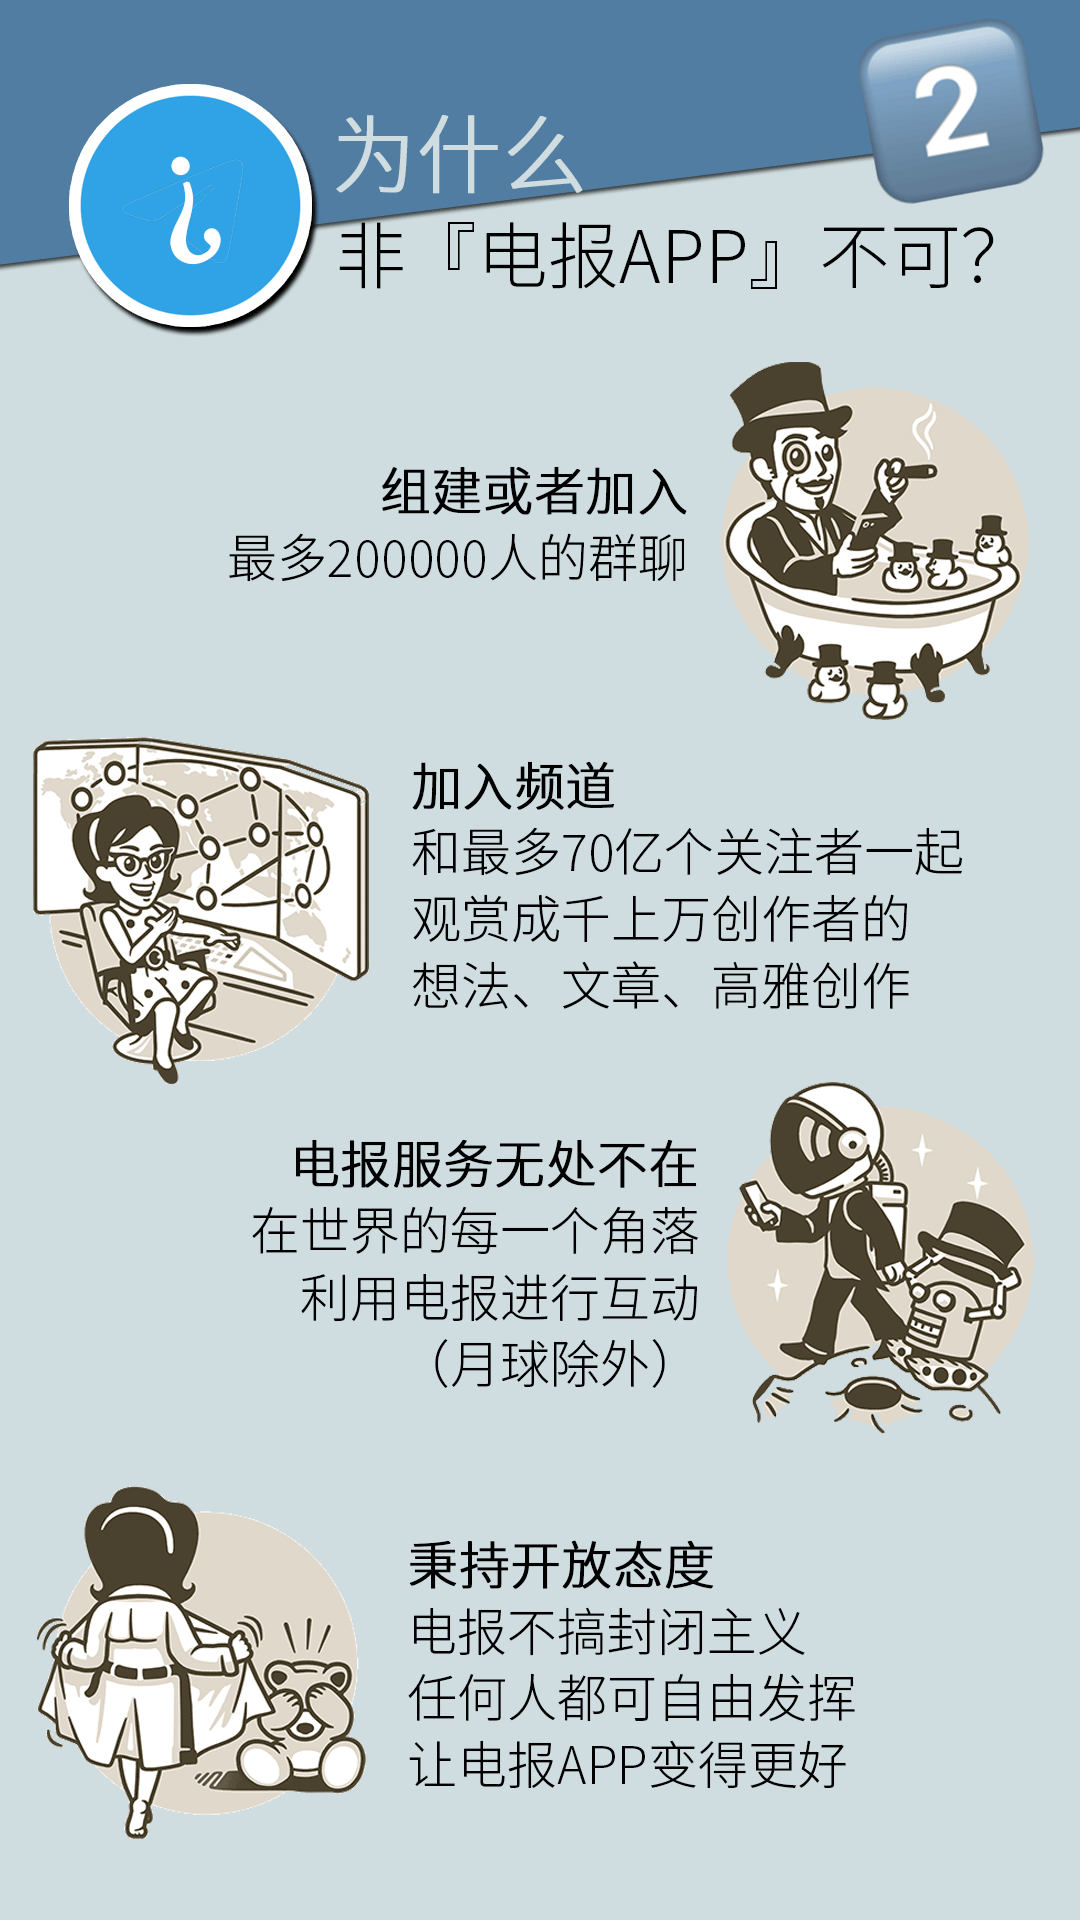 2
为什么
非『电报APP』不可？
组建或者加入
最多200000人的群聊
加入频道
和最多70亿个关注者一起
观赏成千上万创作者的
想法、文章、高雅创作
电报服务无处不在
在世界的每一个角落
利用电报进行互动
（月球除外）
秉持开放态度
电报不搞封闭主义
任何人都可自由发挥
让电报APP变得更好